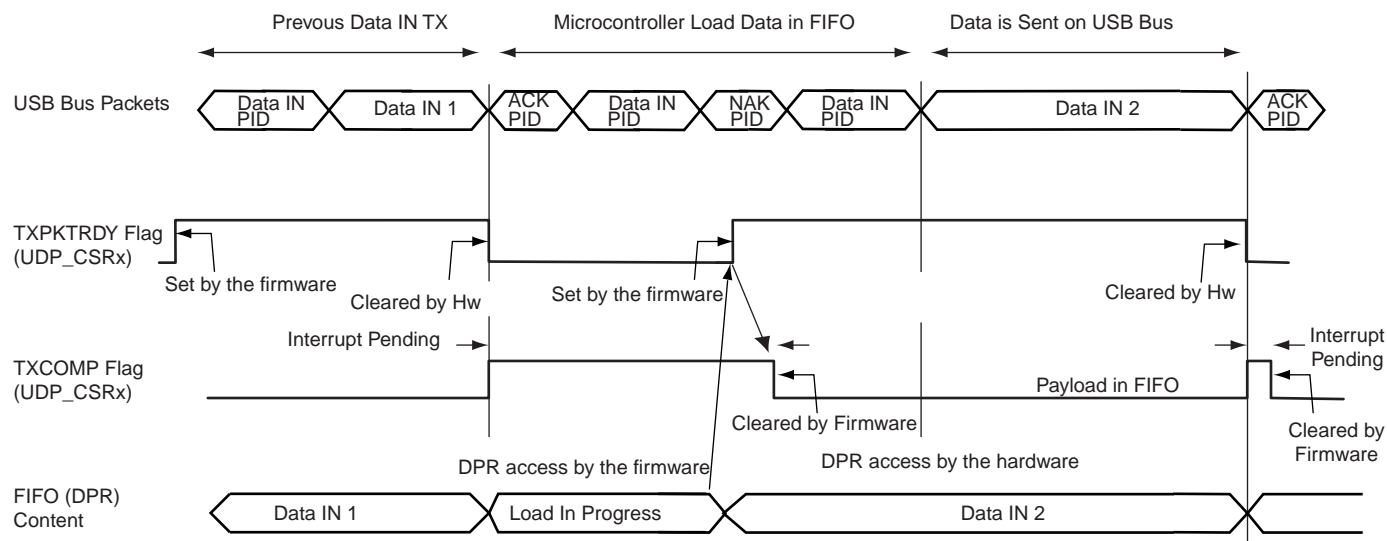 Prevous Data IN TX
Microcontroller Load Data in FIFO
Data is Sent on USB Bus
USB Bus Packets
Data IN
PID
Data IN 1
ACK
PID
Data IN
PID
NAK
PID
Data IN
PID
Data IN 2
ACK
PID
TXPKTRDY Flag
(UDP_CSRx)
Set by the firmware
Cleared by Hw
Set by the firmware
Cleared by Hw
Interrupt Pending
Interrupt
Pending
TXCOMP Flag
(UDP_CSRx)
Payload in FIFO
Cleared by Firmware
Cleared by
Firmware
DPR access by the firmware
DPR access by the hardware
FIFO (DPR)
Content
Data IN 1
Load In Progress
Data IN 2